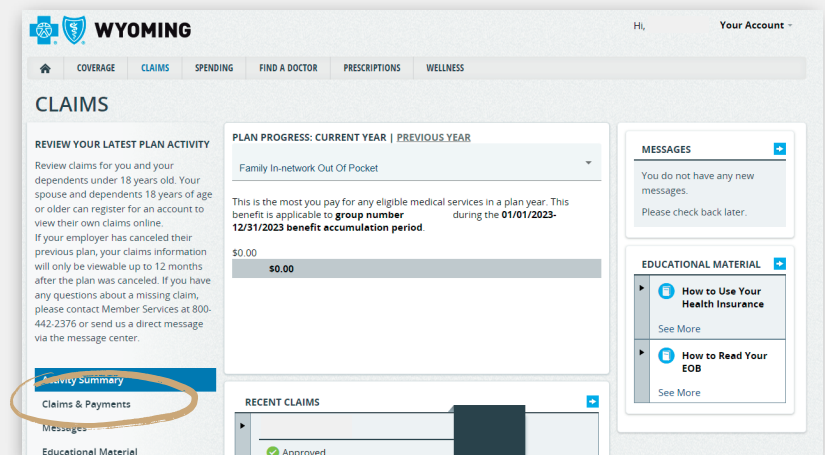 WYOMING
Hi,
Your Account
COVERAGE
CLAIMS
SPENDING
FIND A DOCTOR
PRESCRIPTIONS
WELLNESS
CLAIMS
REVIEW YOUR LATEST PLAN ACTIVITY
Review claims for you and your
dependents under 18 years old. Your
spouse and dependents 18 years of age
or older can register for an account to
view their own claims online.
If your employer has canceled their
previous plan, your claims information
will only be viewable up to 12 months
after the plan was canceled. If you have
any questions about a missing claim,
please contact Member Services at 800-
442-2376 or send us a direct message
via the message center.
Activity Summary
Claims & Payments
Messages
Educational Material
PLAN PROGRESS: CURRENT YEAR | PREVIOUS YEAR
Family In-network Out Of Pocket
This is the most you pay for any eligible medical services in a plan year. This
benefit is applicable to group number during the 01/01/2023-
12/31/2023 benefit accumulation period.
$0.00
$0.00
RECENT CLAIMS
Approved
MESSAGES
You do not have any new
messages.
Please check back later.
EDUCATIONAL MATERIAL
How to Use Your
Health Insurance
See More
How to Read Your
EOB
See More